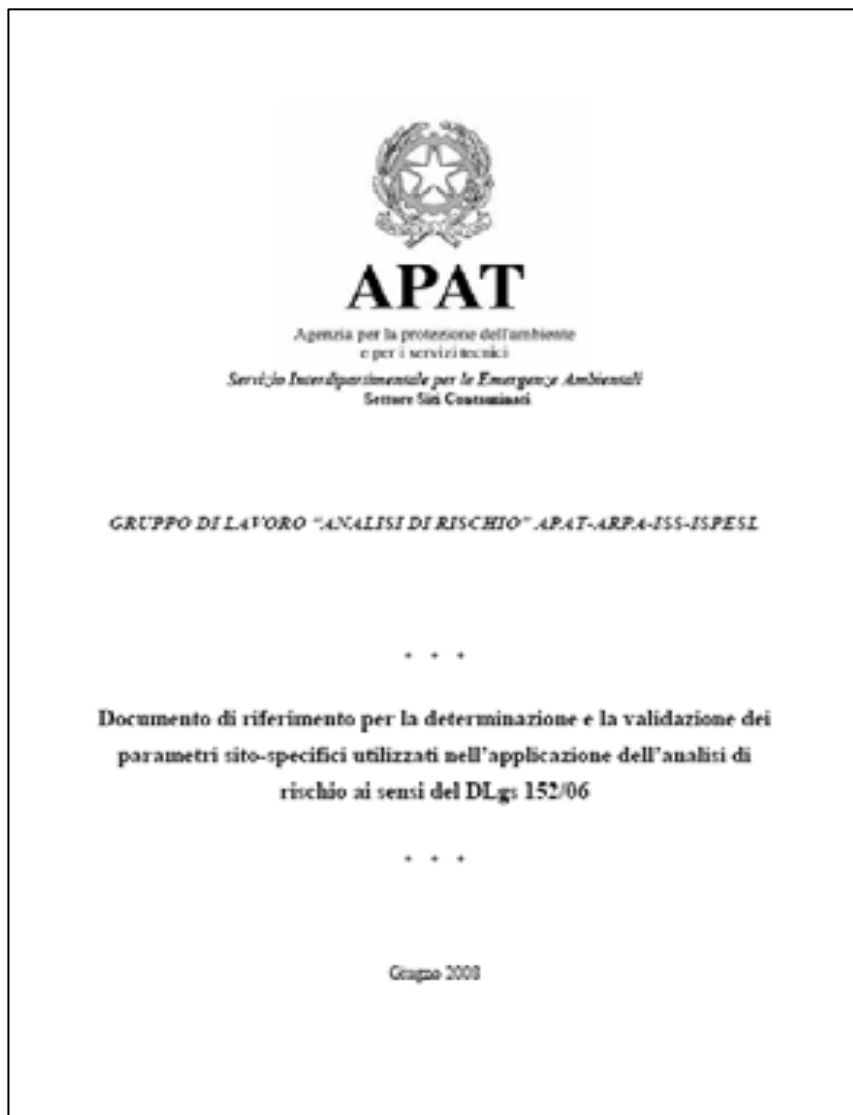 APAT
Agenzia per la protezione dell'ambiente
e per i servizi tecnici
Servizio Interdipartimentale per le Emergenze Ambientali
Settore Siti Contaminati
GRUPPO DI LAVORO "ANALISI DI RISCHIO" APAT-ARPA-ISS-ISPESL
* * *
Documento di riferimento per la determinazione e la validazione dei
parametri sito-specifici utilizzati nell'applicazione dell'analisi di
rischio ai sensi del DLgs 152/06
* * *
Giugno 2008